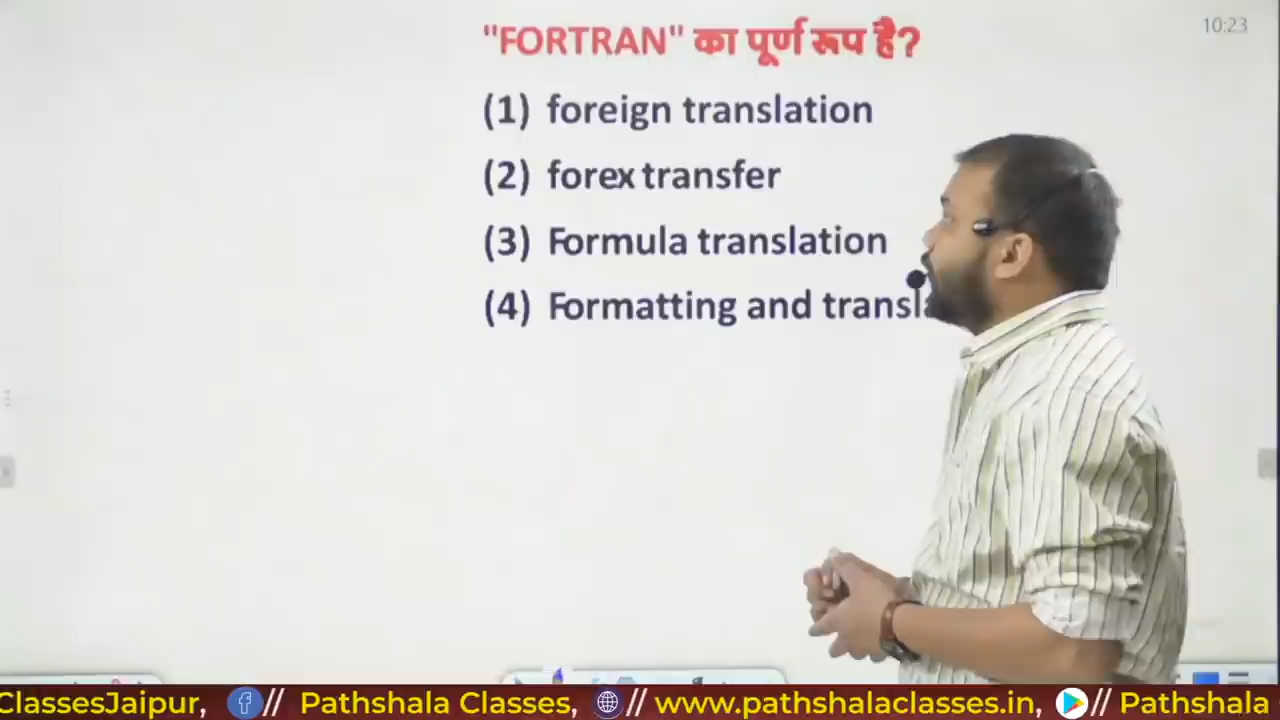 "FORTRAN" का पूर्ण रूप है?
10:23
(1) foreign translation
(2) forex transfer
(3) Formula translation
(4) Formatting and
ClassesJaipur, // Pathshala Classes, // www.pathshalaclasses.in, // Pathshala